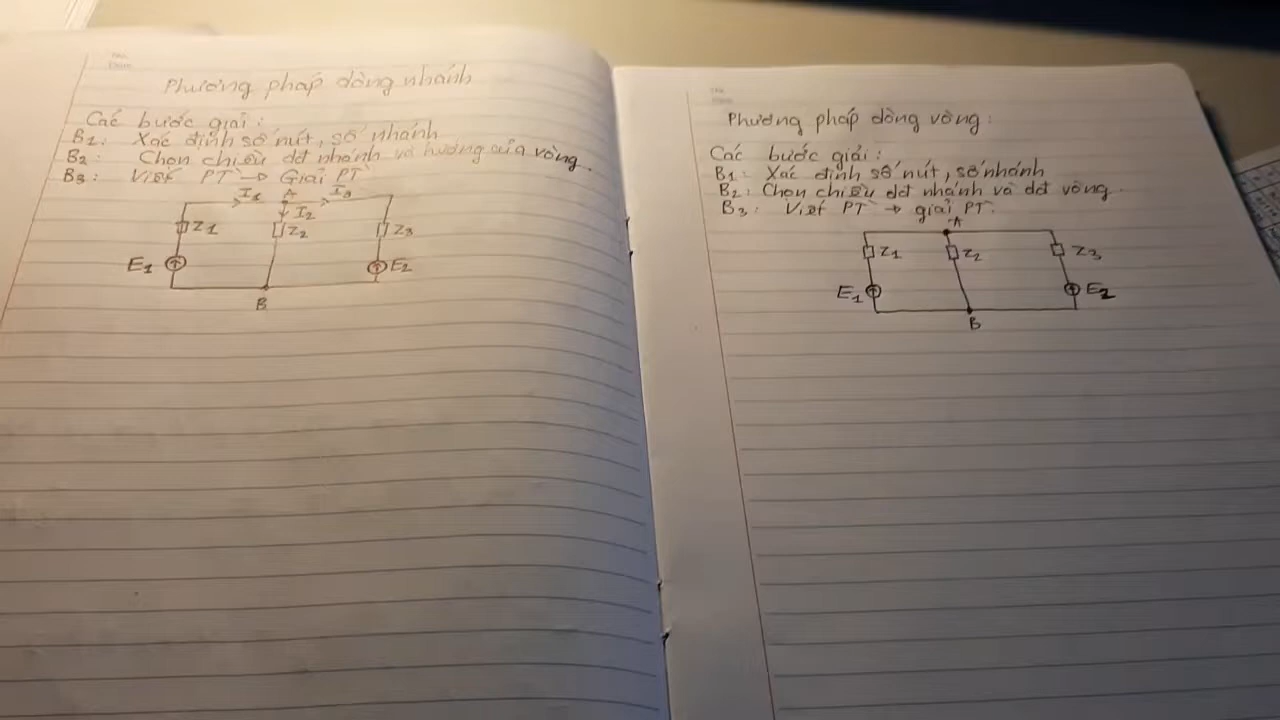 Phương pháp dòng nhánh
Các bước giải:
B1: Xác định số nút, số nhánh
B2: Chọn chiều dđ nhánh và hướng của vòng.
B3: Viết PT → Giải PT
I1 A I3
I2
Z1 Z2 Z3
E1 E2
B
Phương pháp dòng vòng:
Các bước giải:
B1: Xác định số nút, số nhánh
B2: Chọn chiều dđ nhánh và dđ vòng.
B3: Viết PT → giải PT.
A
Z1 Z2 Z3
E1 E2
B